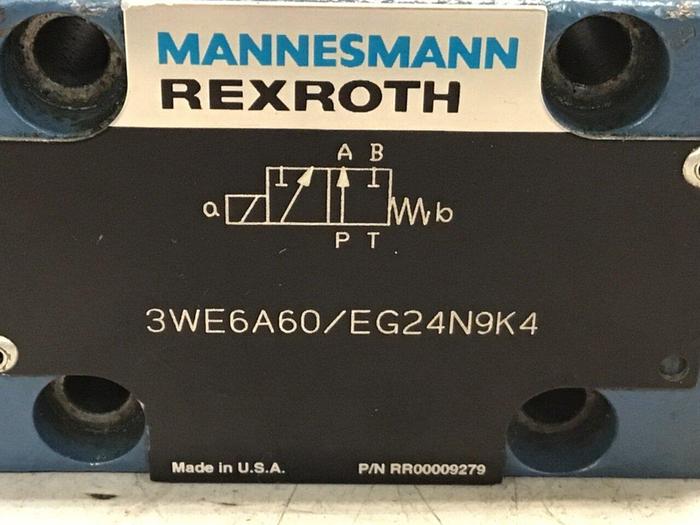 MANNESMANN
REXROTH
A B
a b
P T
3WE6A60/EG24N9K4
Made in U.S.A. P/N RR00009279